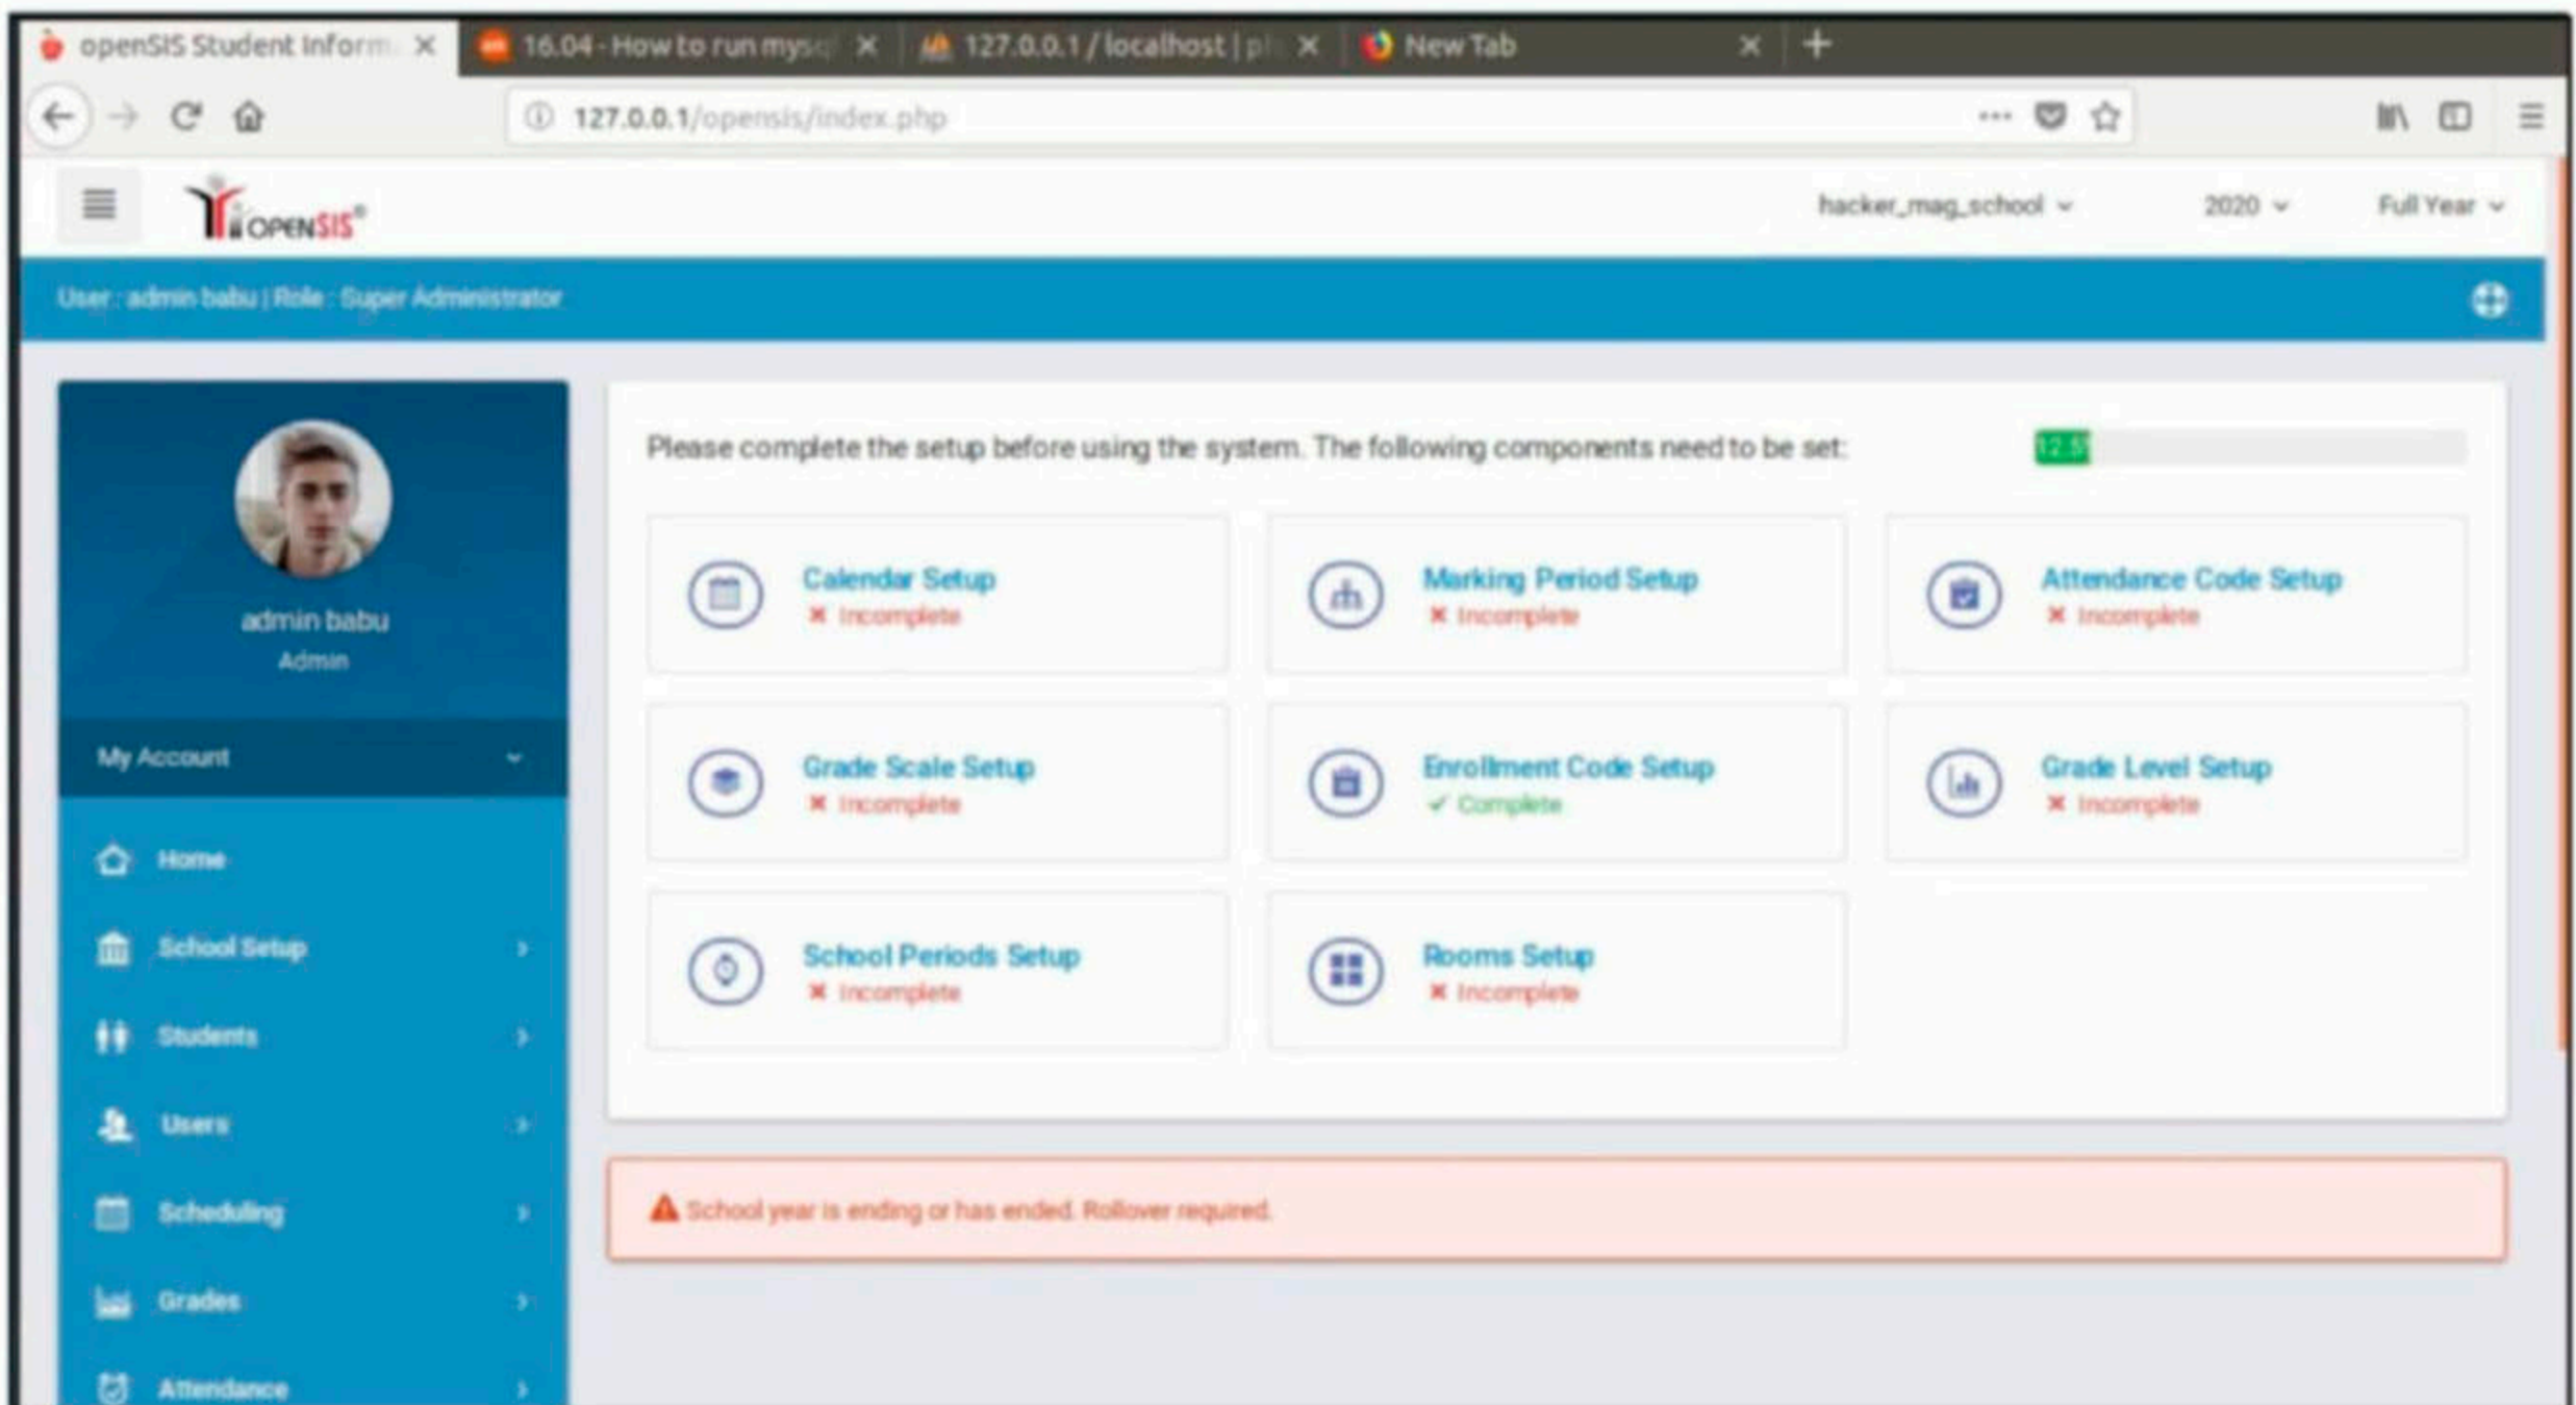 openSIS Student Inform
16.04 - How to run mysq
127.0.0.1 / localhost | ph
New Tab
127.0.0.1/opensis/index.php
OPENSIS®
hacker_mag_school
2020
Full Year
User : admin babu | Role : Super Administrator
admin babu
Admin
My Account
Home
School Setup
Students
Users
Scheduling
Grades
Attendance
Please complete the setup before using the system. The following components need to be set:
12.5
Calendar Setup
Incomplete
Marking Period Setup
Incomplete
Attendance Code Setup
Incomplete
Grade Scale Setup
Incomplete
Enrollment Code Setup
Complete
Grade Level Setup
Incomplete
School Periods Setup
Incomplete
Rooms Setup
Incomplete
School year is ending or has ended. Rollover required.